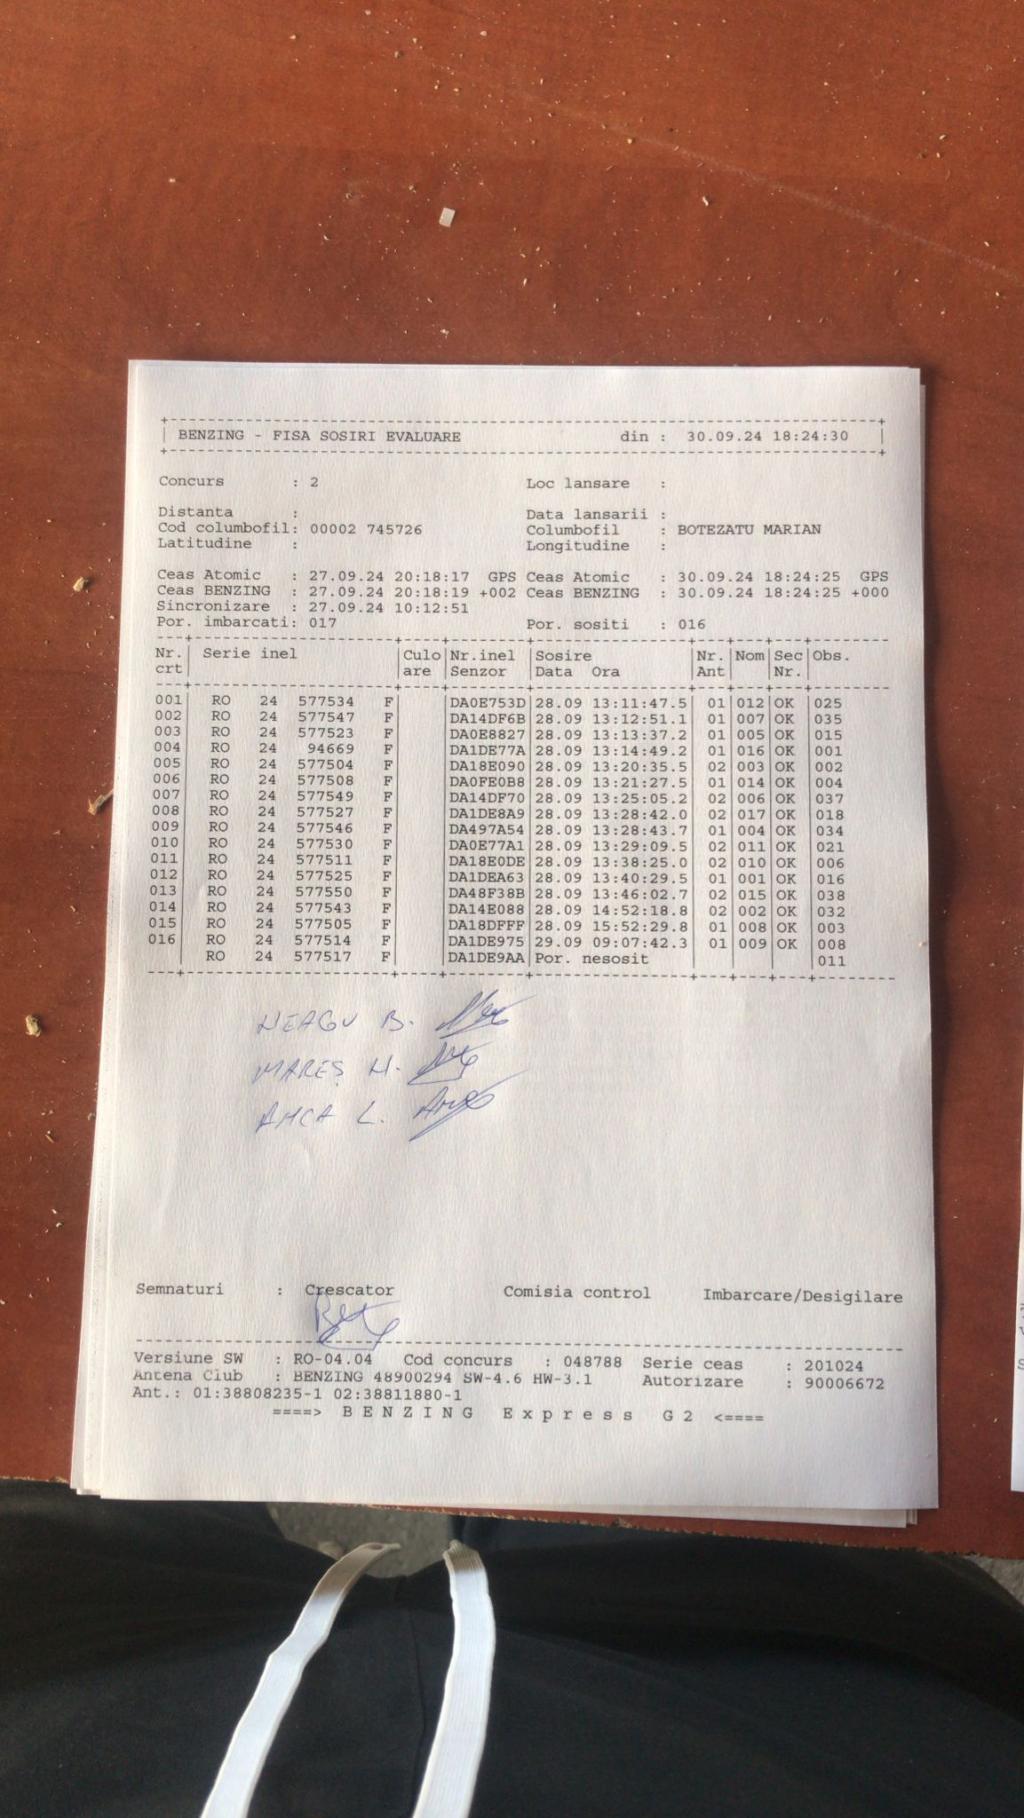 BENZING - FISA SOSIRI EVALUARE din : 30.09.24 18:24:30
Concurs : 2 Loc lansare :
Distanta : Data lansarii :
Cod columbofil: 00002 745726 Columbofil : BOTEZATU MARIAN
Latitudine : Longitudine :
Ceas Atomic : 27.09.24 20:18:17 GPS Ceas Atomic : 30.09.24 18:24:25 GPS
Ceas BENZING : 27.09.24 20:18:19 +002 Ceas BENZING : 30.09.24 18:24:25 +000
Sincronizare : 27.09.24 10:12:51
Por. imbarcati: 017 Por. sositi : 016
Nr. Serie inel Culo Nr.inel Sosire Nr. Nom Sec Obs.
crt are Senzor Data Ora Ant Nr.
001 RO 24 577534 F DA0E753D 28.09 13:11:47.5 01 012 OK 025
002 RO 24 577547 F DA14DF6B 28.09 13:12:51.1 01 007 OK 035
003 RO 24 577523 F DA0E8827 28.09 13:13:37.2 01 005 OK 015
004 RO 24 94669 F DA1DE77A 28.09 13:14:49.2 01 016 OK 001
005 RO 24 577504 F DA18E090 28.09 13:20:35.5 02 003 OK 002
006 RO 24 577508 F DA0FE0B8 28.09 13:21:27.5 01 014 OK 004
007 RO 24 577549 F DA14DF70 28.09 13:25:05.2 02 006 OK 037
008 RO 24 577527 F DA1DE8A9 28.09 13:28:42.0 02 017 OK 018
009 RO 24 577546 F DA497A54 28.09 13:28:43.7 01 004 OK 034
010 RO 24 577530 F DA0E77A1 28.09 13:29:09.5 02 011 OK 021
011 RO 24 577511 F DA18E0DE 28.09 13:38:25.0 02 010 OK 006
012 RO 24 577525 F DA1DEA63 28.09 13:40:29.5 01 001 OK 016
013 RO 24 577550 F DA48F38B 28.09 13:46:02.7 02 015 OK 038
014 RO 24 577543 F DA14E088 28.09 14:52:18.8 02 002 OK 032
015 RO 24 577505 F DA18DFFF 28.09 15:52:29.8 01 008 OK 003
016 RO 24 577514 F DA1DE975 29.09 09:07:42.3 01 009 OK 008
RO 24 577517 F DA1DE9AA Por. nesosit 011
NEAGU B.
MAREȘ N.
ANCA L.
Semnaturi : Crescator Comisia control Imbarcare/Desigilare
Versiune SW : RO-04.04 Cod concurs : 048788 Serie ceas : 201024
Antena Club : BENZING 48900294 SW-4.6 HW-3.1 Autorizare : 90006672
Ant.: 01:38808235-1 02:38811880-1
====> BENZING Express G2 <====